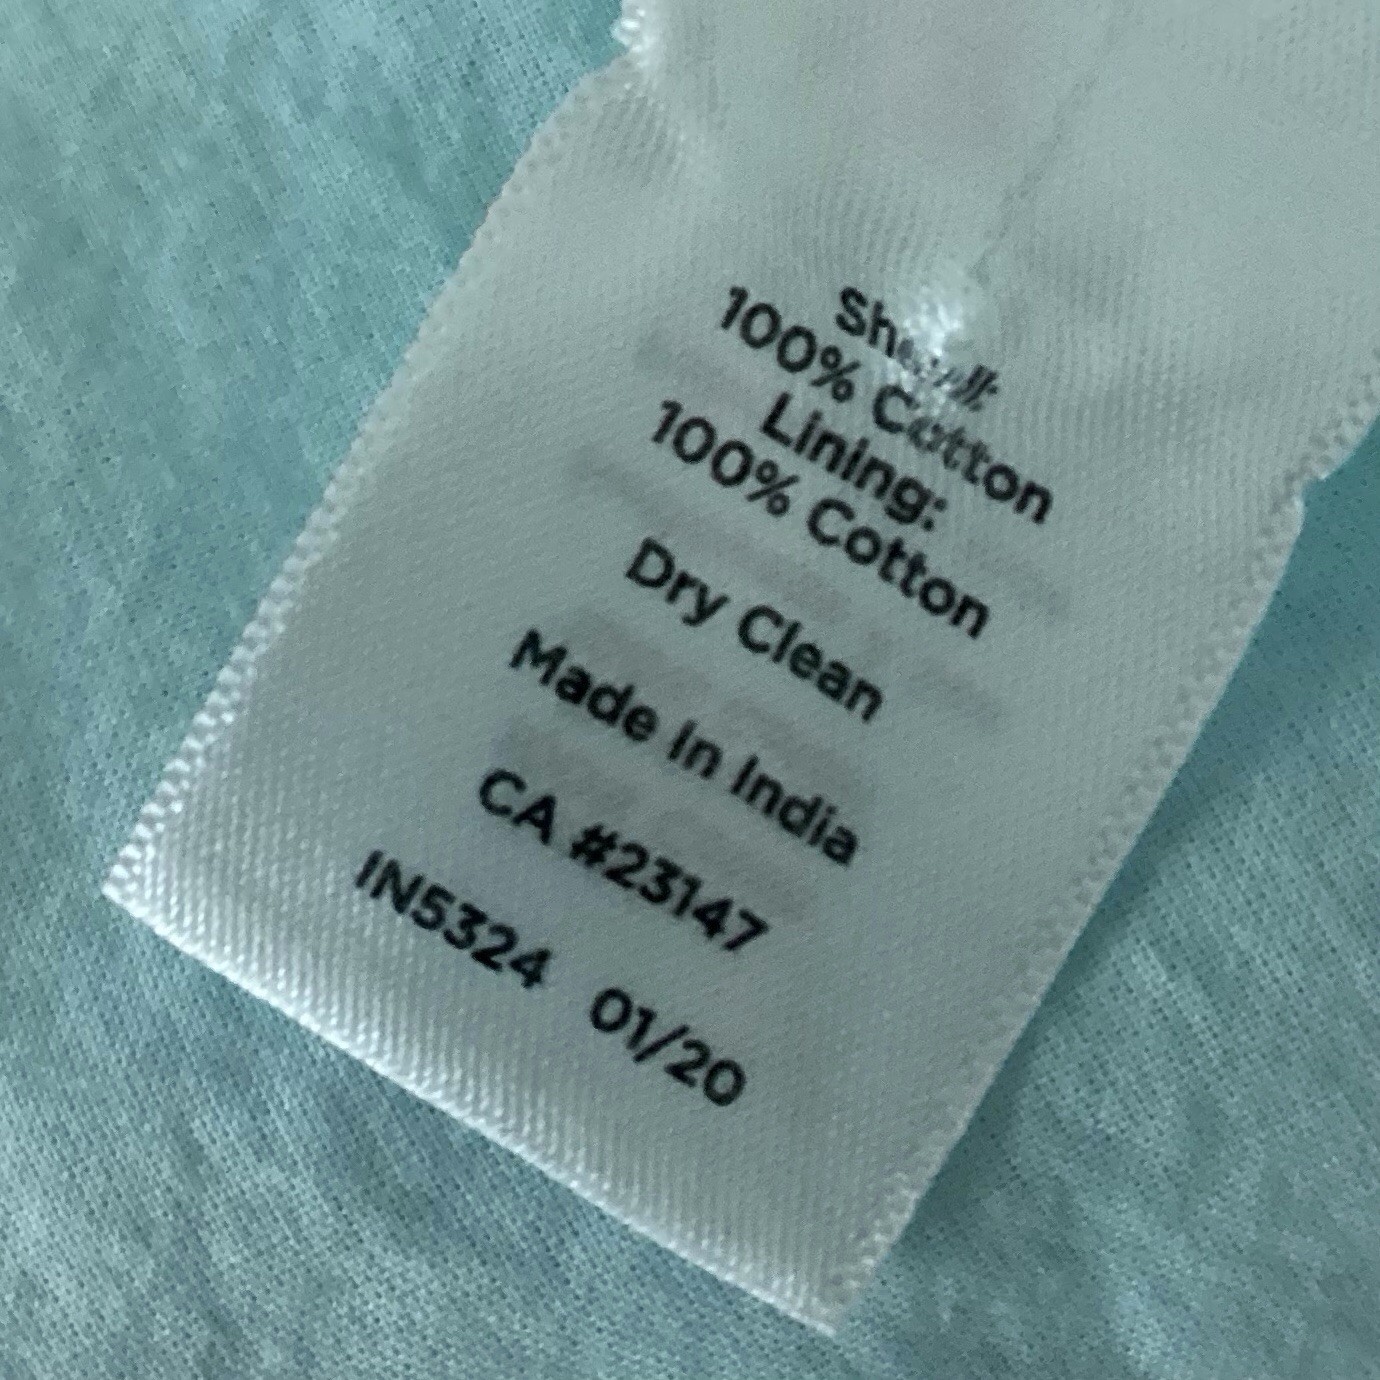 Shell:
100% Cotton
Lining:
100% Cotton
Dry Clean
Made In India
CA #23147
IN5324 01/20